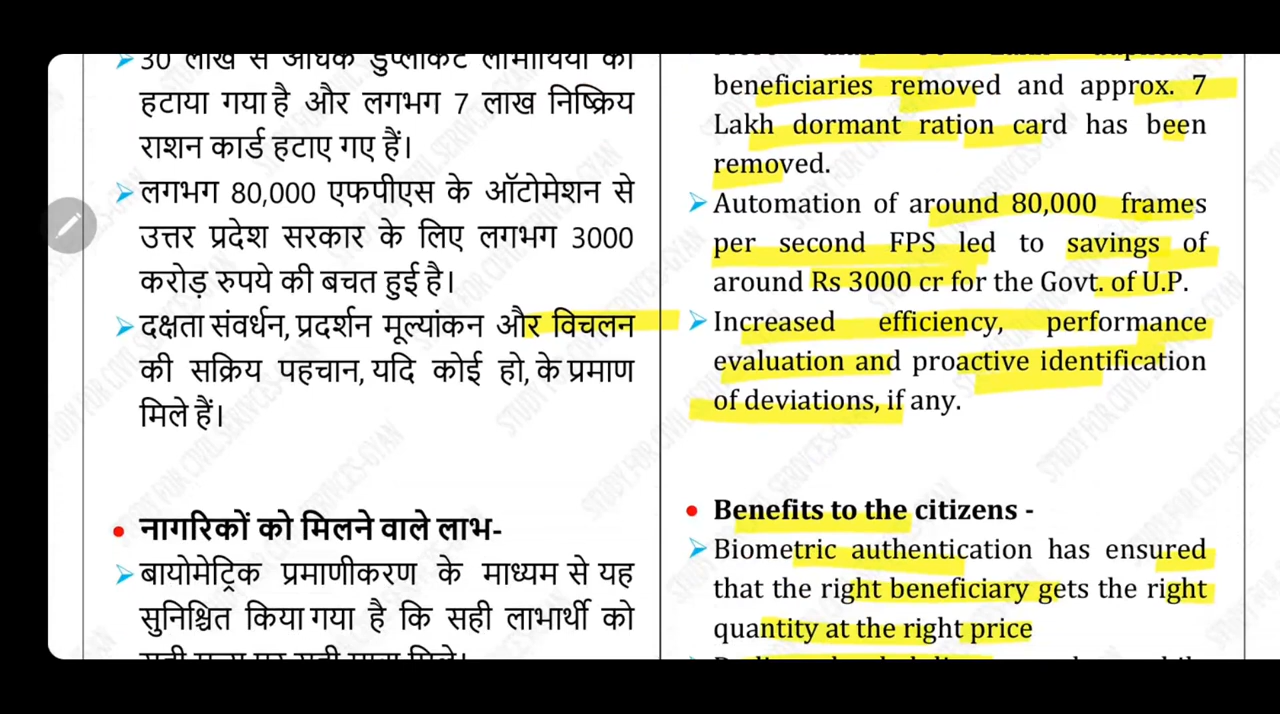 30 लाख से अधिक डुप्लीकेट लाभार्थियों को
हटाया गया है और लगभग 7 लाख निष्क्रिय
राशन कार्ड हटाए गए हैं।
लगभग 80,000 एफपीएस के ऑटोमेशन से
उत्तर प्रदेश सरकार के लिए लगभग 3000
करोड़ रुपये की बचत हुई है।
दक्षता संवर्धन, प्रदर्शन मूल्यांकन और विचलन
की सक्रिय पहचान, यदि कोई हो, के प्रमाण
मिले हैं।
नागरिकों को मिलने वाले लाभ-
बायोमेट्रिक प्रमाणीकरण के माध्यम से यह
सुनिश्चित किया गया है कि सही लाभार्थी को
beneficiaries removed and approx. 7
Lakh dormant ration card has been
removed.
Automation of around 80,000 frames
per second FPS led to savings of
around Rs 3000 cr for the Govt. of U.P.
Increased efficiency, performance
evaluation and proactive identification
of deviations, if any.
Benefits to the citizens -
Biometric authentication has ensured
that the right beneficiary gets the right
quantity at the right price